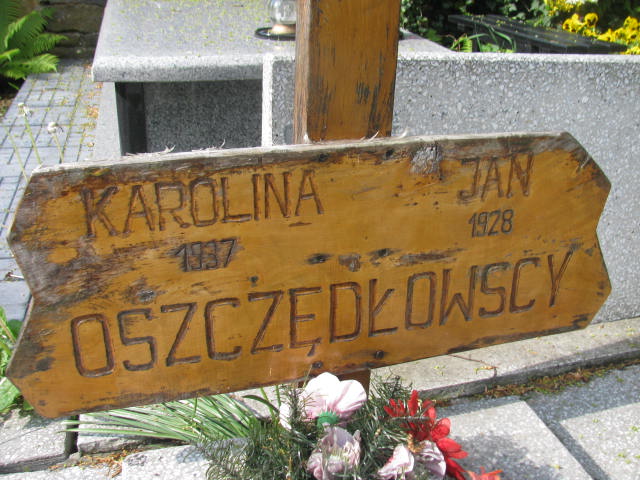 KAROLINA JAN
1937 1928
OSZCZĘDŁOWSCY